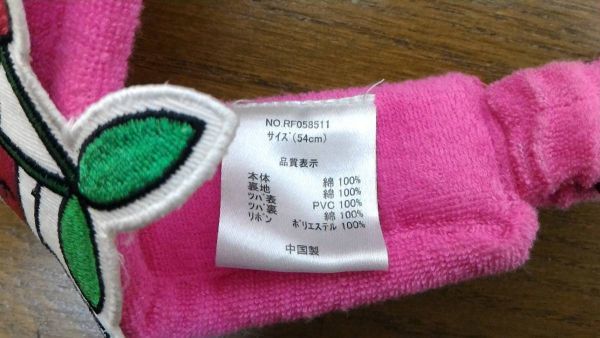 NO.RF058511
サイズ(54cm)
品質表示
本体 綿 100%
裏地 綿 100%
ツバ表 PVC 100%
ツバ裏 綿 100%
リボン ポリエステル 100%
中国製